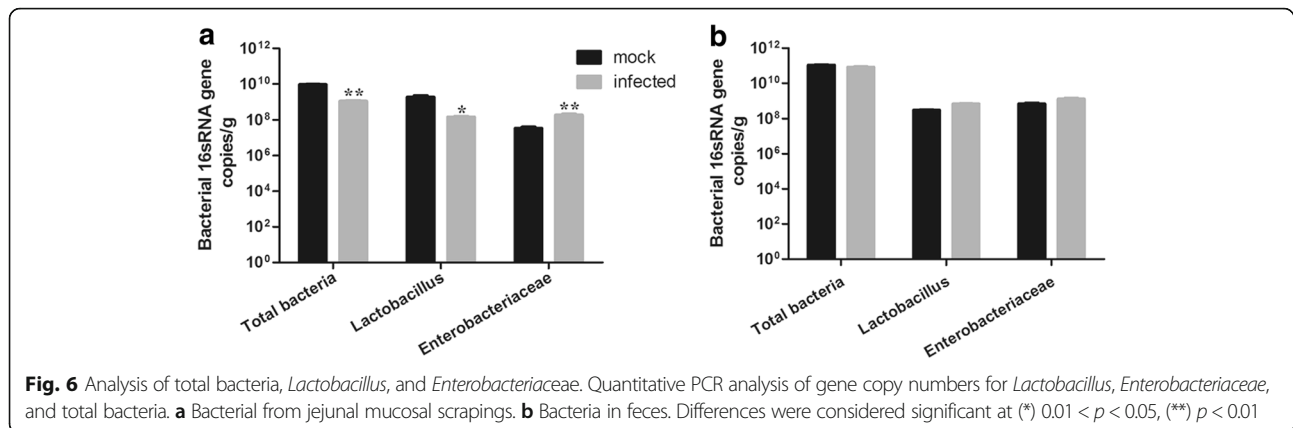 a
Bacterial 16sRNA gene
copies/g
10¹²
10¹⁰
10⁸
10⁶
10⁴
10²
10⁰
**
*
**
mock
infected
Total bacteria
Lactobacillus
Enterobacteriaceae
b
Bacterial 16sRNA gene
copies/g
10¹²
10¹⁰
10⁸
10⁶
10⁴
10²
10⁰
Total bacteria
Lactobacillus
Enterobacteriaceae
Fig. 6 Analysis of total bacteria, Lactobacillus, and Enterobacteriaceae. Quantitative PCR analysis of gene copy numbers for Lactobacillus, Enterobacteriaceae,
and total bacteria. a Bacterial from jejunal mucosal scrapings. b Bacteria in feces. Differences were considered significant at (*) 0.01 < p < 0.05, (**) p < 0.01